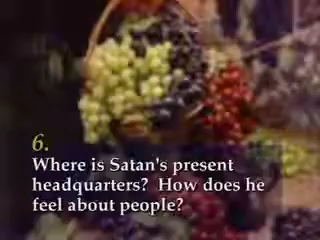 6.
Where is Satan's present
headquarters?  How does he
feel about people?